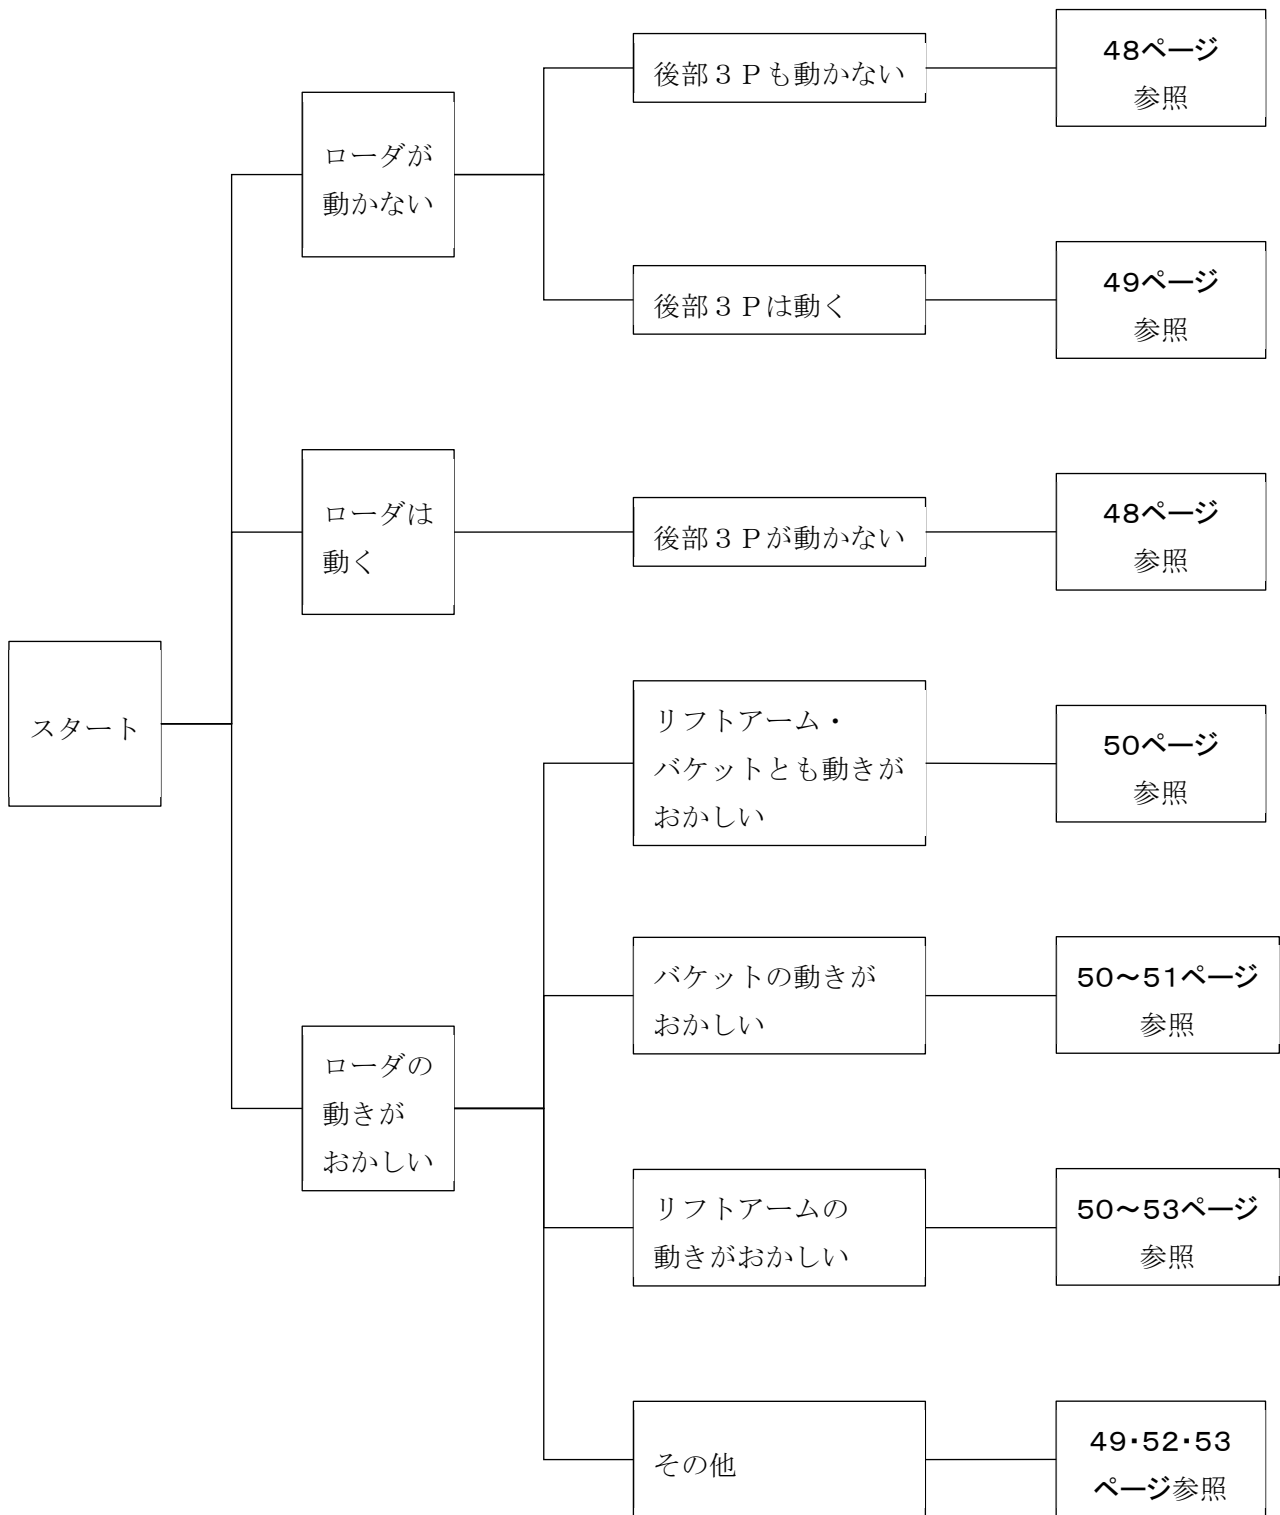 スタート
ローダが
動かない
後部３Ｐも動かない
48ページ
参照
後部３Ｐは動く
49ページ
参照
ローダは
動く
後部３Ｐが動かない
48ページ
参照
ローダの
動きが
おかしい
リフトアーム・
バケットとも動きが
おかしい
50ページ
参照
バケットの動きが
おかしい
50～51ページ
参照
リフトアームの
動きがおかしい
50～53ページ
参照
その他
49・52・53
ページ参照